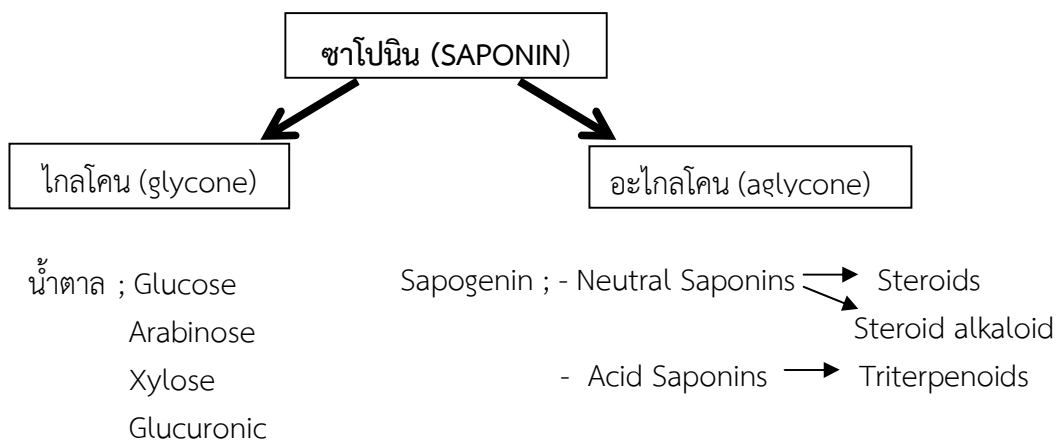 ซาโปนิน (SAPONIN)
ไกลโคน (glycone)
อะไกลโคน (aglycone)
น้ำตาล ; Glucose
Arabinose
Xylose
Glucuronic
Sapogenin ; - Neutral Saponins
Steroids
Steroid alkaloid
- Acid Saponins
Triterpenoids